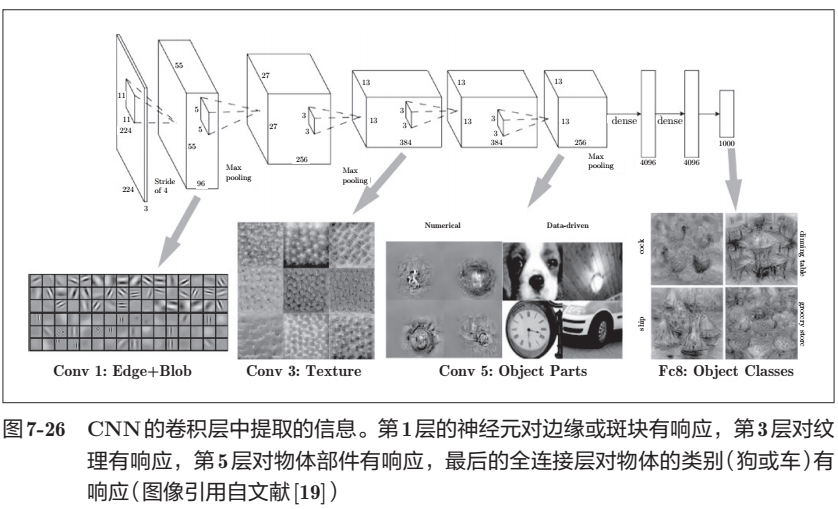 55
27
13
13
13
11
5
5
27
3
3
13
3
3
13
3
3
13
11
224
55
dense
dense
384
384
256
1000
256
Max
pooling
Max
pooling
Max
pooling
4096
4096
224
Stride
of 4
96
3
Numerical
Data-driven
cock
dinning table
ship
grocery store
Conv 1: Edge+Blob
Conv 3: Texture
Conv 5: Object Parts
Fc8: Object Classes
图7-26 CNN的卷积层中提取的信息。第1层的神经元对边缘或斑块有响应，第3层对纹
理有响应，第5层对物体部件有响应，最后的全连接层对物体的类别（狗或车）有
响应（图像引用自文献[19]）